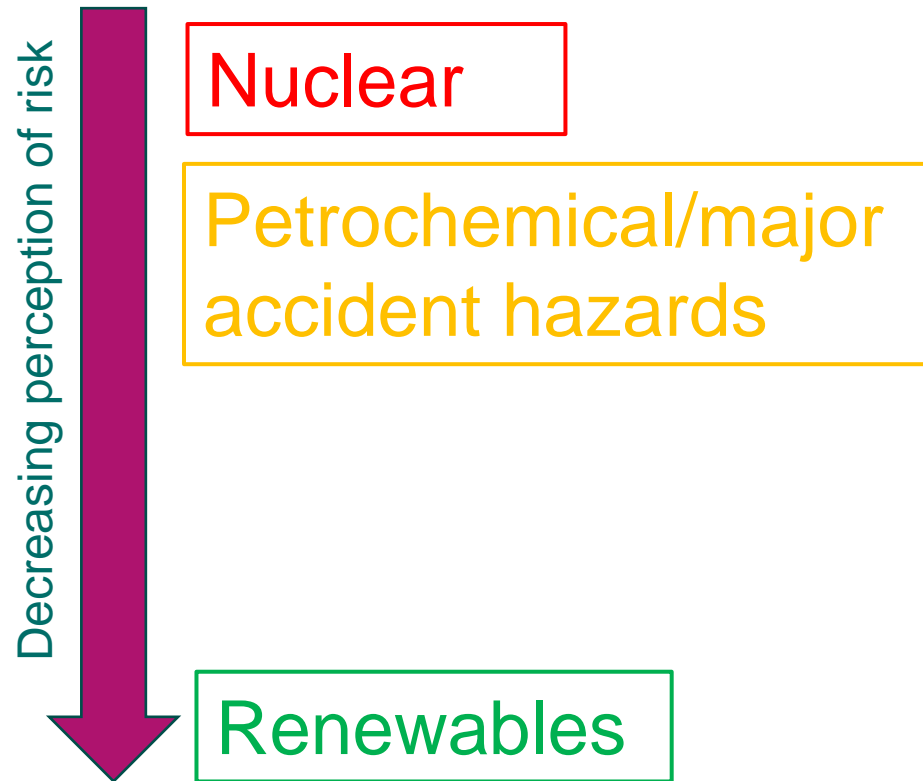 Decreasing perception of risk
Nuclear
Petrochemical/major
accident hazards
Renewables